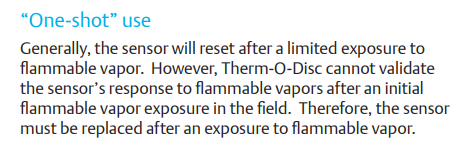 “One-shot” use
Generally, the sensor will reset after a limited exposure to
flammable vapor.  However, Therm-O-Disc cannot validate
the sensor’s response to flammable vapors after an initial
flammable vapor exposure in the field.  Therefore, the sensor
must be replaced after an exposure to flammable vapor.